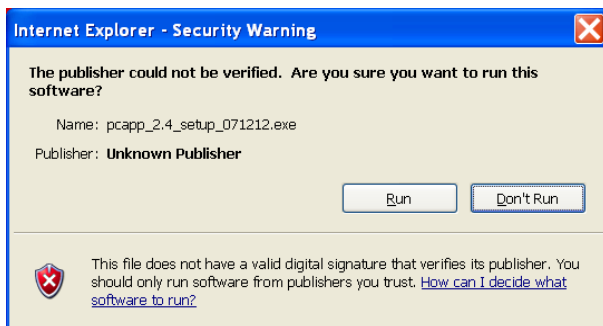 Internet Explorer - Security Warning
The publisher could not be verified.  Are you sure you want to run this
software?
Name: pcapp_2.4_setup_071212.exe
Publisher: Unknown Publisher
Run
Don't Run
This file does not have a valid digital signature that verifies its publisher. You
should only run software from publishers you trust. How can I decide what
software to run?